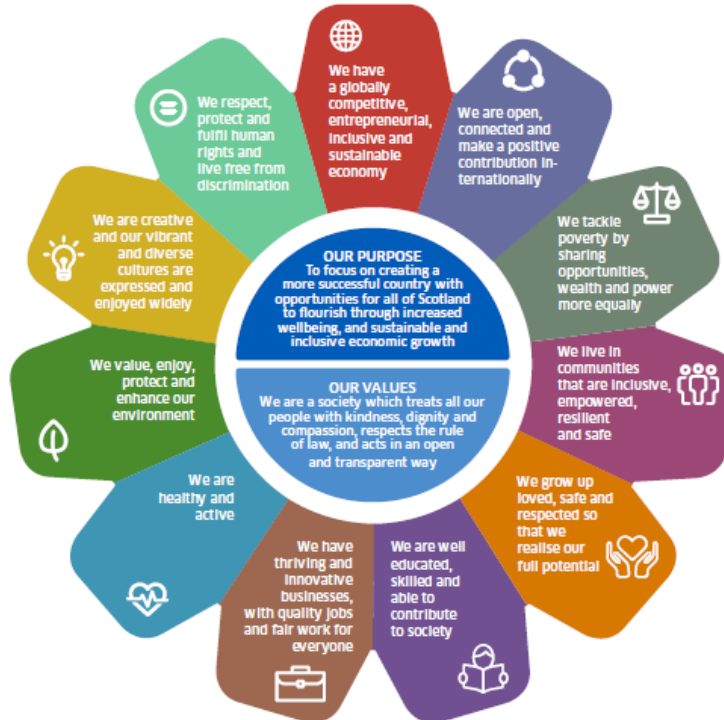 We have
a globally
competitive,
entrepreneurial,
inclusive and
sustainable
economy
We are open,
connected and
make a positive
contribution in-
ternationally
We tackle
poverty by
sharing
opportunities,
wealth and power
more equally
We live in
communities
that are inclusive,
empowered,
resilient
and safe
We grow up
loved, safe and
respected so
that we
realise our
full potential
We are well
educated,
skilled and
able to
contribute
to society
We have
thriving and
innovative
businesses,
with quality jobs
and fair work for
everyone
We are
healthy and
active
We value, enjoy,
protect and
enhance our
environment
We are creative
and our vibrant
and diverse
cultures are
expressed and
enjoyed widely
We respect,
protect and
fulfil human
rights and
live free from
discrimination
OUR PURPOSE
To focus on creating a
more successful country with
opportunities for all of Scotland
to flourish through increased
wellbeing, and sustainable and
inclusive economic growth
OUR VALUES
We are a society which treats all our
people with kindness, dignity and
compassion, respects the rule
of law, and acts in an open
and transparent way